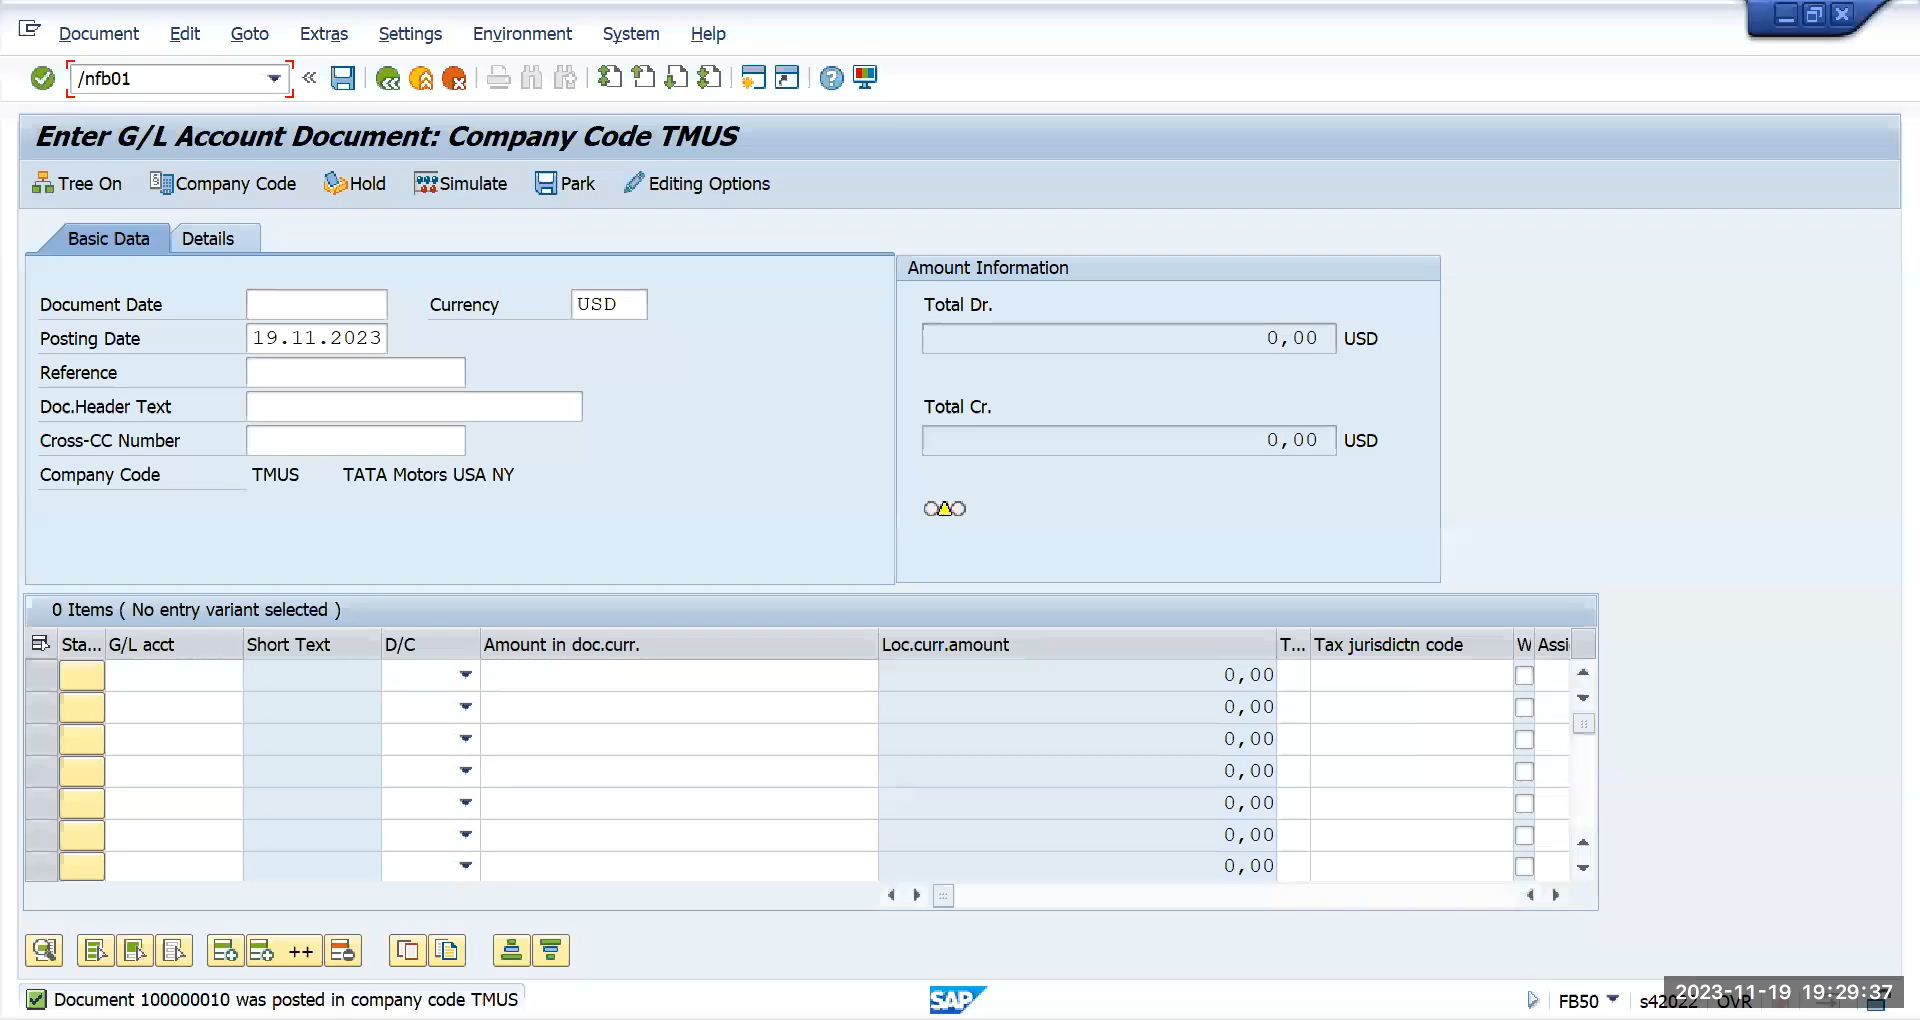 Document Edit Goto Extras Settings Environment System Help
/nfb01
Enter G/L Account Document: Company Code TMUS
Tree On Company Code Hold Simulate Park Editing Options
Basic Data Details
Amount Information
Document Date Currency USD
Total Dr.
Posting Date 19.11.2023
0,00 USD
Reference
Doc.Header Text
Total Cr.
Cross-CC Number
0,00 USD
Company Code TMUS TATA Motors USA NY
0 Items ( No entry variant selected )
Sta... G/L acct Short Text D/C Amount in doc.curr. Loc.curr.amount T... Tax jurisdictn code W Assi
0,00
0,00
0,00
0,00
0,00
0,00
0,00
++
Document 100000010 was posted in company code TMUS
SAP
FB50 s42022 OVR
2023-11-19 19:29:37